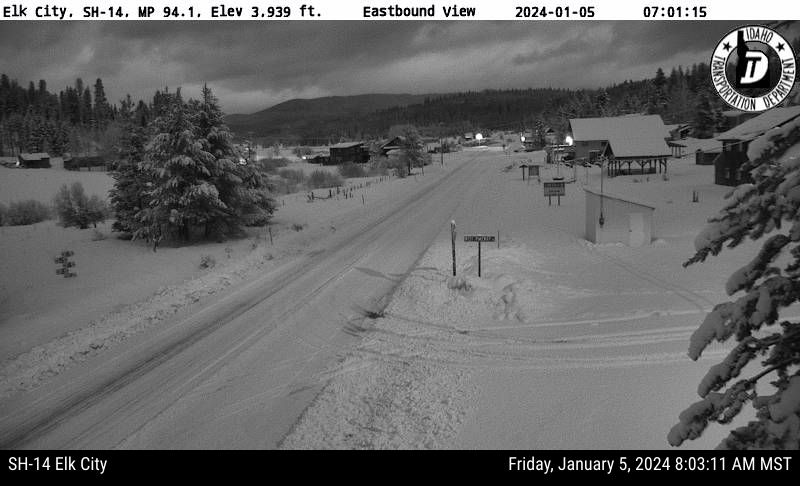 Elk City, SH-14, MP 94.1, Elev 3,939 ft. Eastbound View 2024-01-05 07:01:15
IDAHO
TRANSPORTATION DEPARTMENT
SH-14 Elk City Friday, January 5, 2024 8:03:11 AM MST